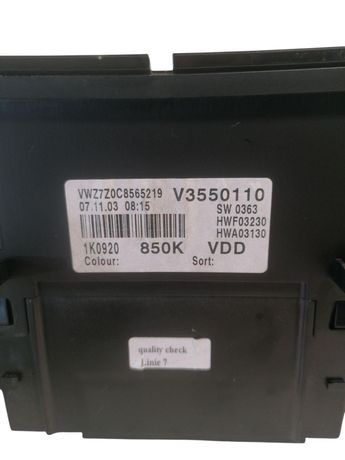 VWZ7Z0C8565219 V3550110
07.11.03 08:15 SW 0363
HWF03230
HWA03130
1K0920 850K VDD
Colour: Sort:
quality check
Linie 7